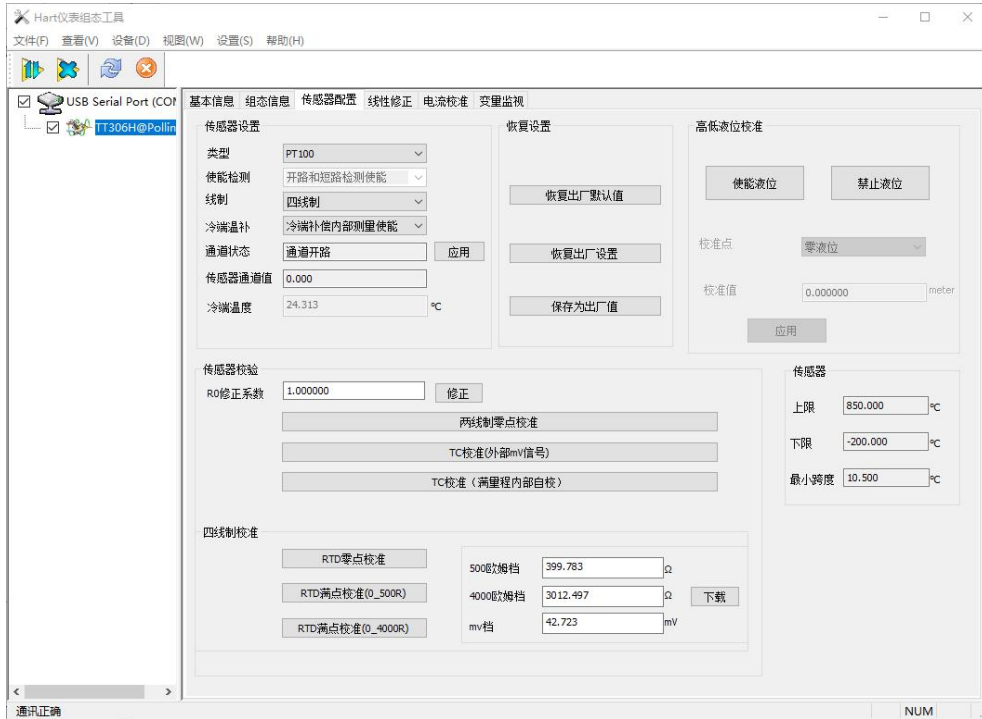 Hart仪表组态工具
文件(F) 查看(V) 设备(D) 视图(W) 设置(S) 帮助(H)
USB Serial Port (COM
TT306H@Pollin
基本信息 组态信息 传感器配置 线性修正 电流校准 变量监视
传感器设置
类型 PT100
使能检测 开路和短路检测使能
线制 四线制
冷端温补 冷端补偿内部测量使能
通道状态 通道开路 应用
传感器通道值 0.000
冷端温度 24.313 ℃
恢复设置
恢复出厂默认值
恢复出厂设置
保存为出厂值
高低液位校准
使能液位 禁止液位
校准点 零液位
校准值 0.000000 meter
应用
传感器校验
R0修正系数 1.000000 修正
两线制零点校准
TC校准(外部mV信号)
TC校准（满里程内部自校）
传感器
上限 850.000 ℃
下限 -200.000 ℃
最小跨度 10.500 ℃
四线制校准
RTD零点校准
RTD满点校准(0_500R)
RTD满点校准(0_4000R)
500欧姆档 399.783 Ω
4000欧姆档 3012.497 Ω 下载
mv档 42.723 mV
通讯正确 NUM